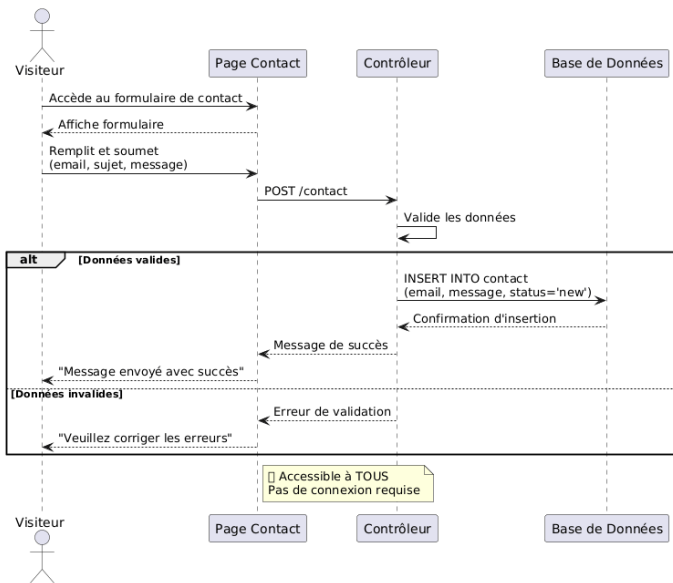 Visiteur
Page Contact
Contrôleur
Base de Données
Accède au formulaire de contact
Affiche formulaire
Remplit et soumet
(email, sujet, message)
POST /contact
Valide les données
alt
[Données valides]
INSERT INTO contact
(email, message, status='new')
Confirmation d'insertion
Message de succès
"Message envoyé avec succès"
[Données invalides]
Erreur de validation
"Veuillez corriger les erreurs"
Accessible à TOUS
Pas de connexion requise
Visiteur
Page Contact
Contrôleur
Base de Données